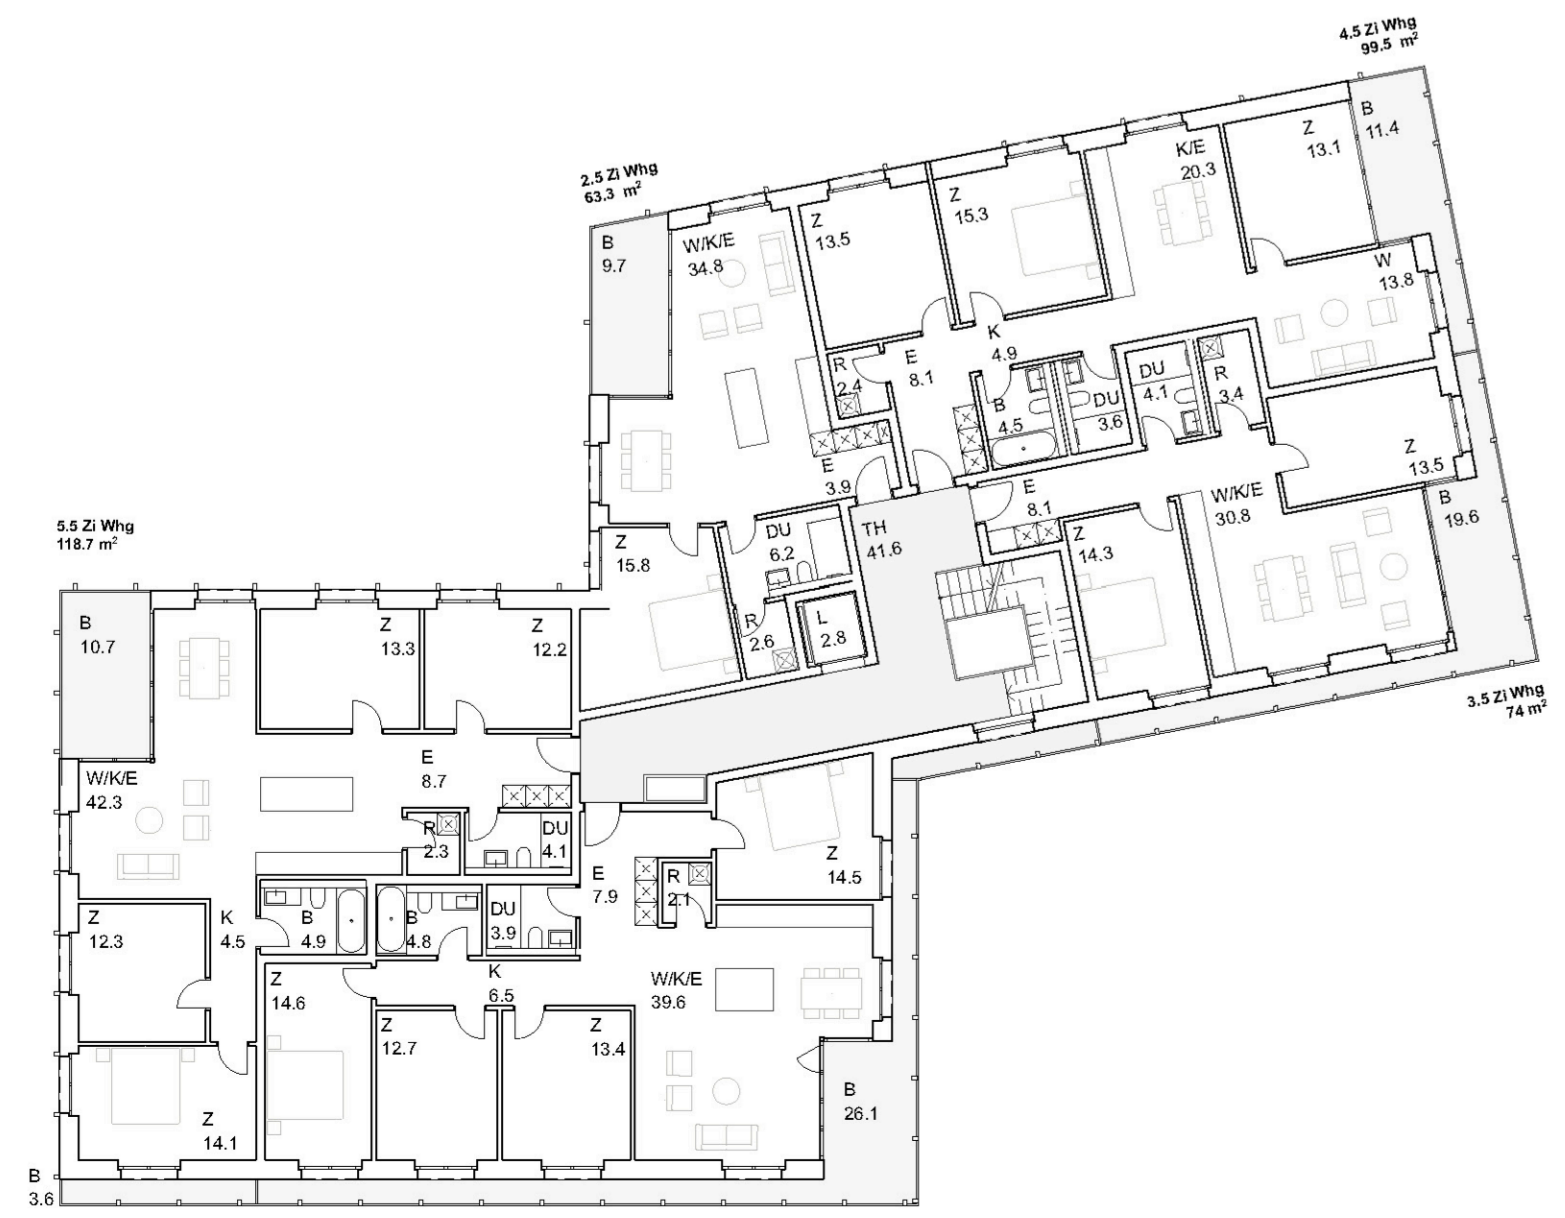 4.5 Zi Whg
99.5 m²
B
11.4
Z
13.1
K/E
20.3
2.5 Zi Whg
63.3 m²
Z
15.3
Z
13.5
W/K/E
34.8
B
9.7
W
13.8
K
4.9
E
8.1
R
2.4
DU
4.1
R
3.4
B
4.5
DU
3.6
Z
13.5
E
3.9
E
8.1
W/K/E
30.8
B
19.6
5.5 Zi Whg
118.7 m²
TH
41.6
DU
6.2
Z
15.8
Z
14.3
B
10.7
Z
13.3
Z
12.2
R
2.6
L
2.8
3.5 Zi Whg
74 m²
E
8.7
W/K/E
42.3
R
2.3
DU
4.1
Z
14.5
E
7.9
R
2.1
Z
12.3
K
4.5
B
4.9
B
4.8
DU
3.9
Z
14.6
K
6.5
W/K/E
39.6
Z
12.7
Z
13.4
B
26.1
Z
14.1
B
3.6